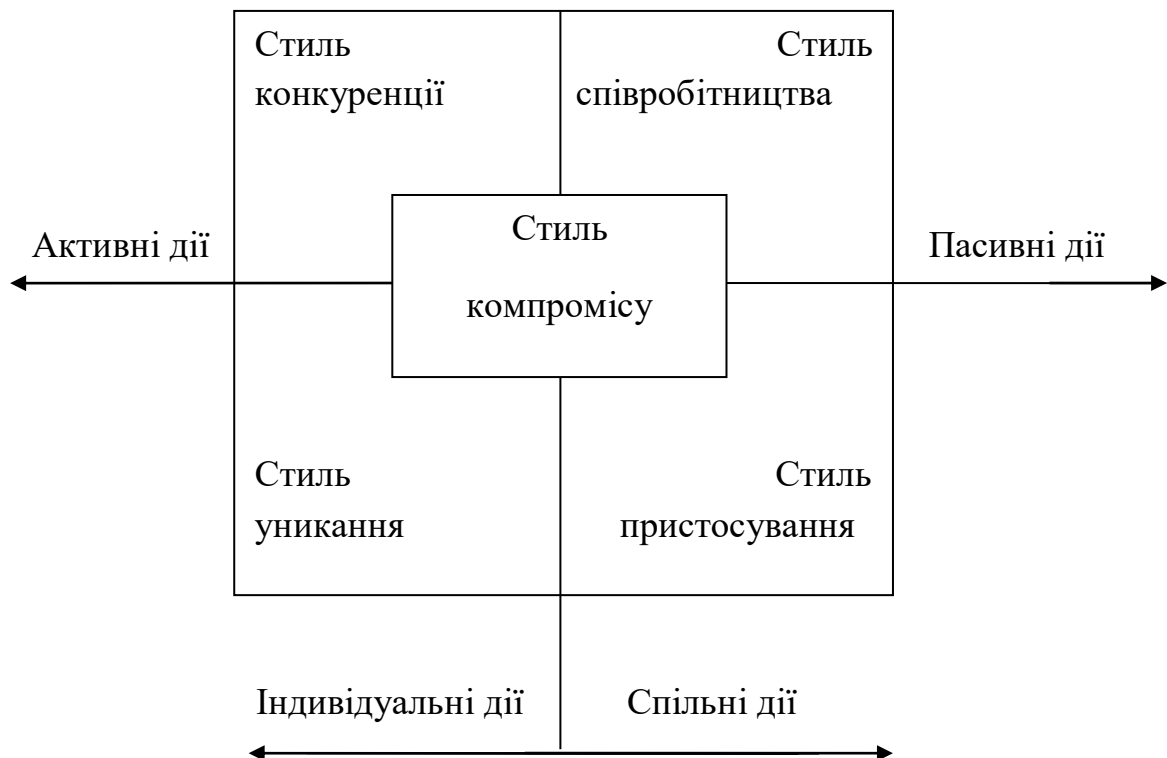 Стиль
конкуренції
Стиль
співробітництва
Стиль
компромісу
Активні дії
Пасивні дії
Стиль
уникання
Стиль
пристосування
Індивідуальні дії
Спільні дії